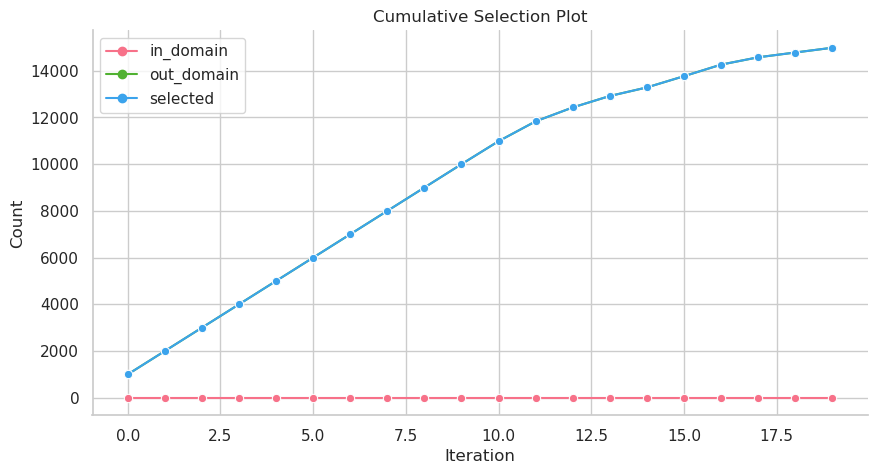 Cumulative Selection Plot
in_domain
out_domain
selected
14000
12000
10000
8000
6000
4000
2000
0
Count
0.0 2.5 5.0 7.5 10.0 12.5 15.0 17.5
Iteration